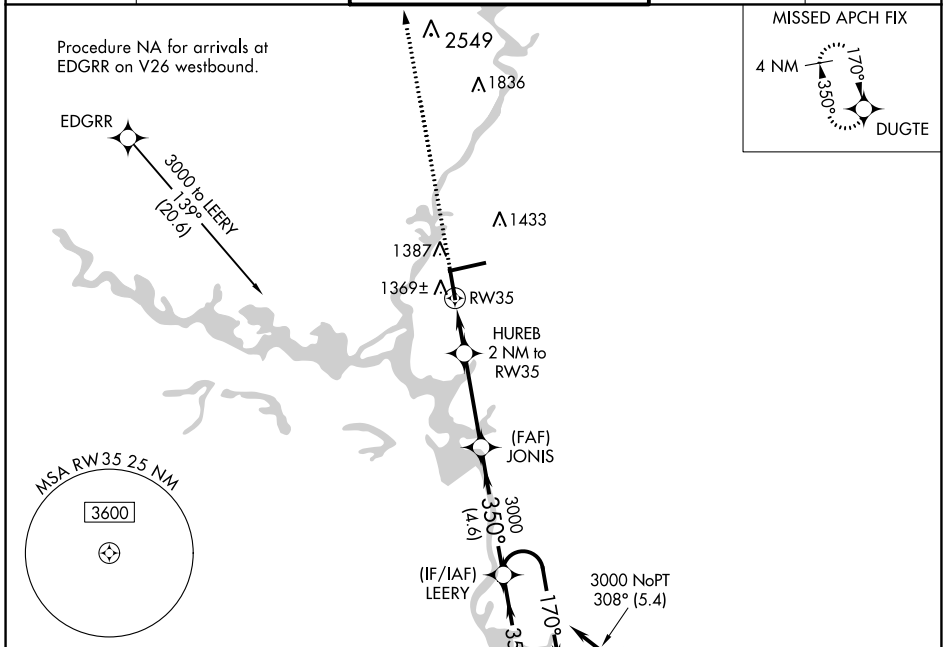 MISSED APCH FIX
4 NM
170°
350°
DUGTE
Procedure NA for arrivals at
EDGRR on V26 westbound.
2549
1836
EDGRR
3000 to LEERY
139°
(20.6)
1433
1387
1369±
RW35
HUREB
2 NM to
RW35
(FAF)
JONIS
MSA RW35 25 NM
3600
3000
350°
(4.6)
(IF/IAF)
LEERY
3000 NoPT
308° (5.4)
170°